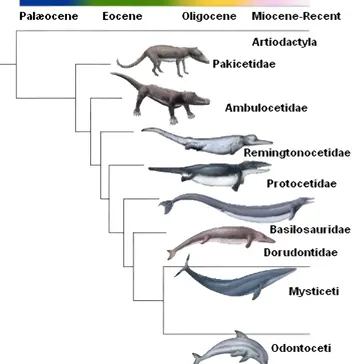 Palæocene Eocene Oligocene Miocene-Recent
Artiodactyla
Pakicetidae
Ambulocetidae
Remingtonocetidae
Protocetidae
Basilosauridae
Dorudontidae
Mysticeti
Odontoceti